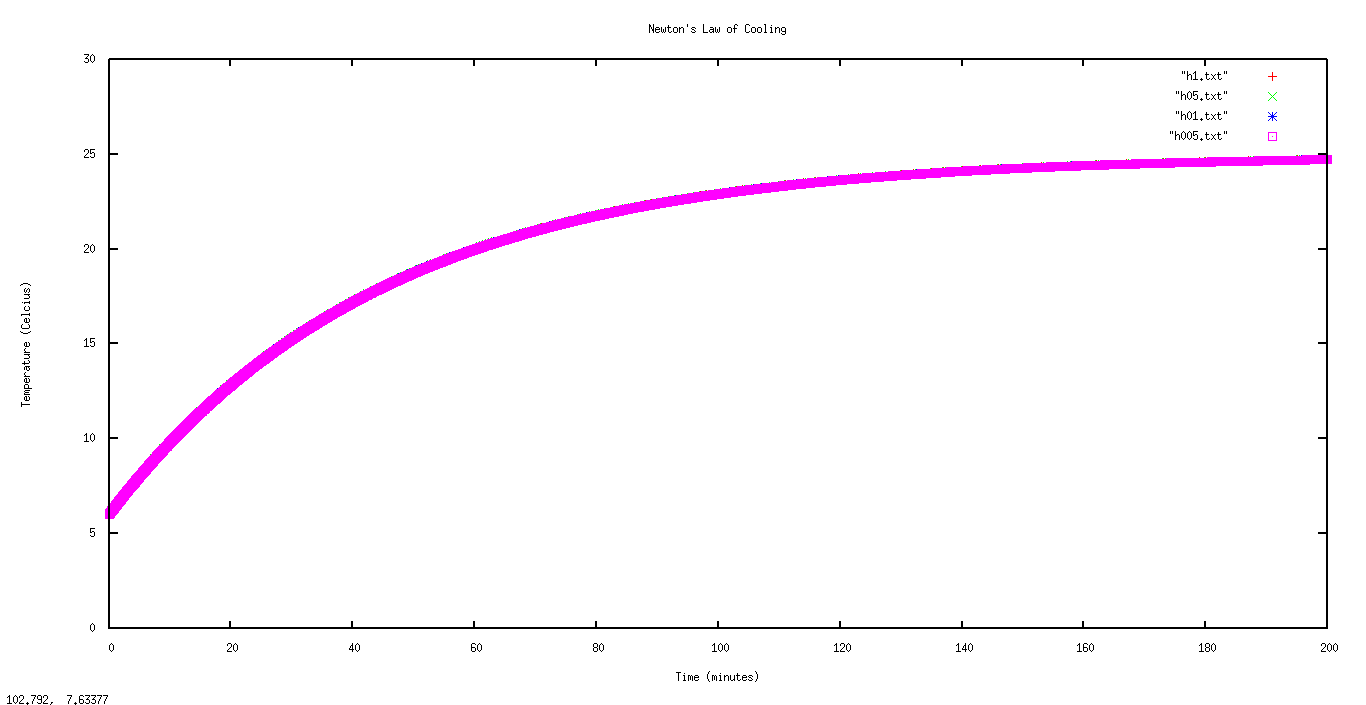 Newton's Law of Cooling
30
25
20
15
10
5
0
Temperature (Celcius)
"h1.txt"
"h05.txt"
"h01.txt"
"h005.txt"
0 20 40 60 80 100 120 140 160 180 200
Time (minutes)
102.792, 7.63377